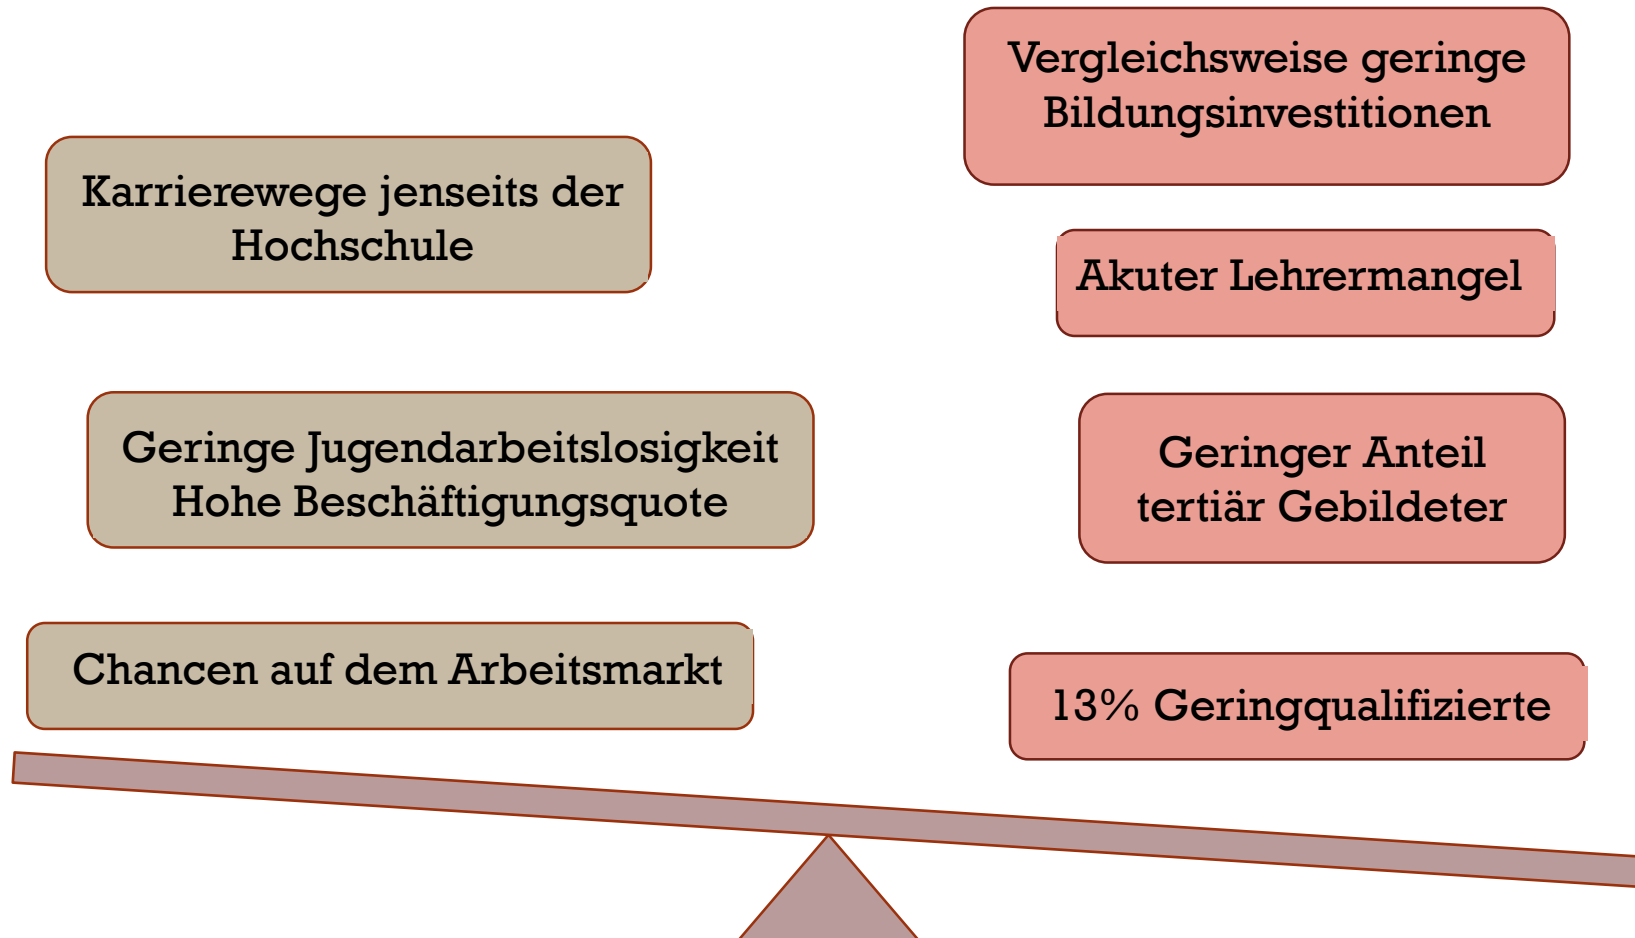 Karrierewege jenseits der
Hochschule
Geringe Jugendarbeitslosigkeit
Hohe Beschäftigungsquote
Chancen auf dem Arbeitsmarkt
Vergleichsweise geringe
Bildungsinvestitionen
Akuter Lehrermangel
Geringer Anteil
tertiär Gebildeter
13% Geringqualifizierte